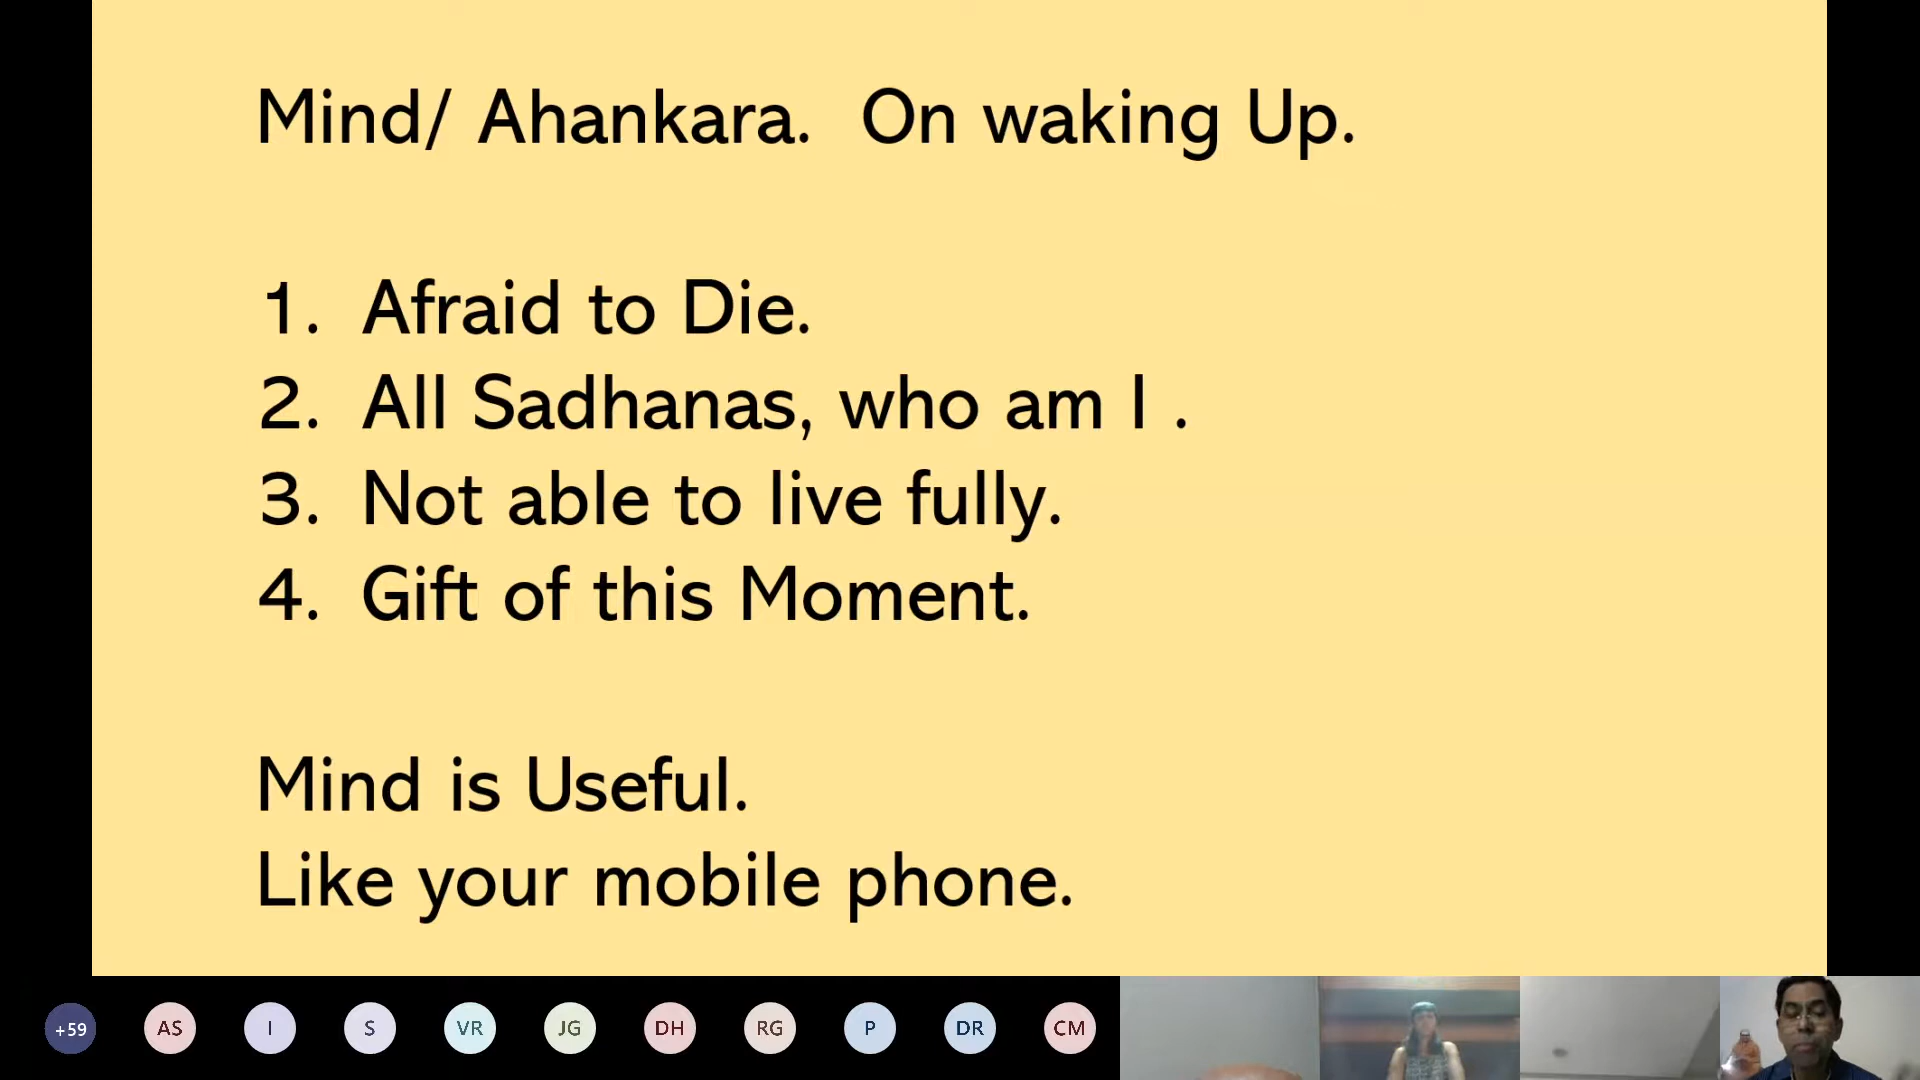 Mind/ Ahankara.  On waking Up.
1. Afraid to Die.
2. All Sadhanas, who am I .
3. Not able to live fully.
4. Gift of this Moment.
Mind is Useful.
Like your mobile phone.
+59 AS I S VR JG DH RG P DR CM